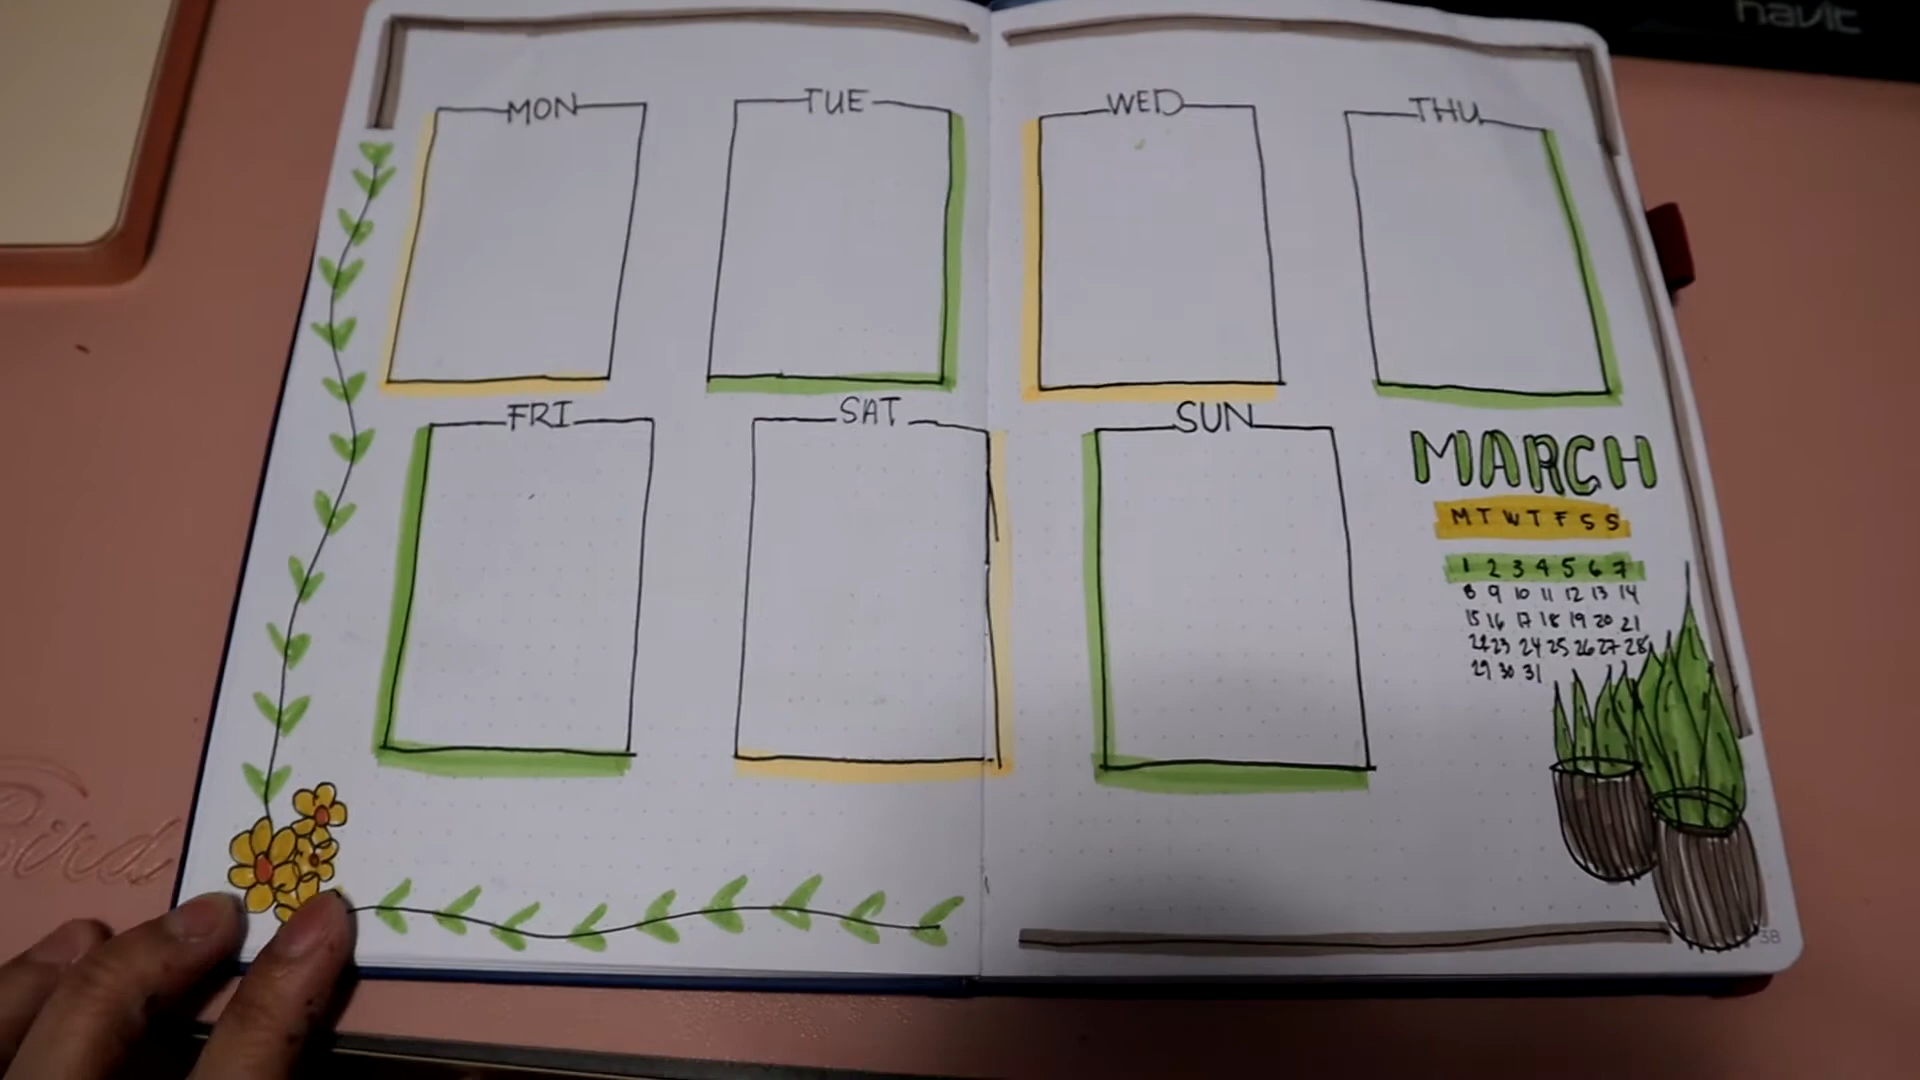 navit
MON
TUE
WED
THU
FRI
SAT
SUN
MARCH
M T W T F S S
1 2 3 4 5 6 7
8 9 10 11 12 13 14
15 16 17 18 19 20 21
22 23 24 25 26 27 28
29 30 31
Bird
38